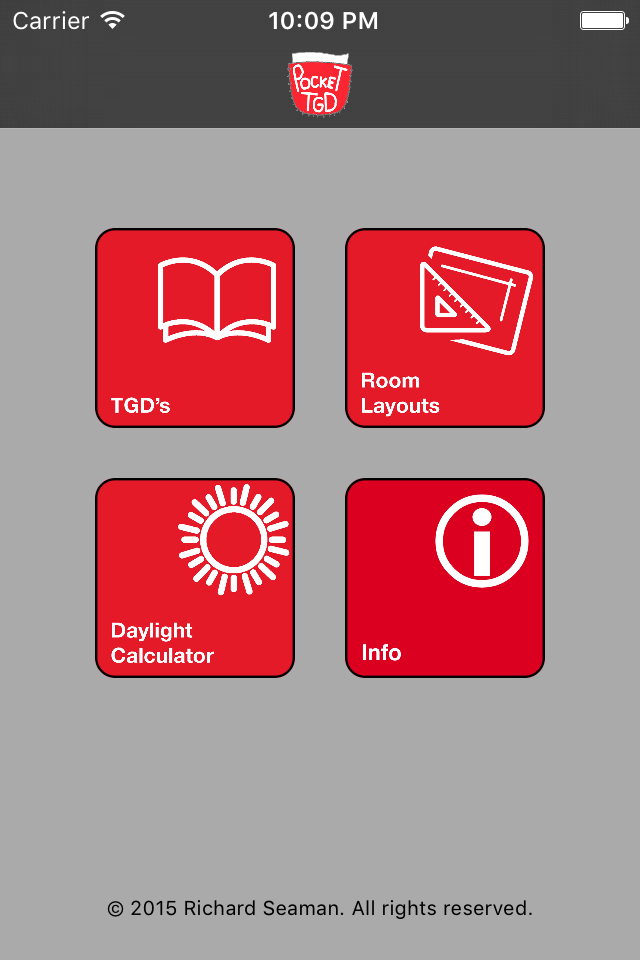 Carrier 10:09 PM
POCKET
TGD
TGD's
Room
Layouts
Daylight
Calculator
Info
© 2015 Richard Seaman. All rights reserved.